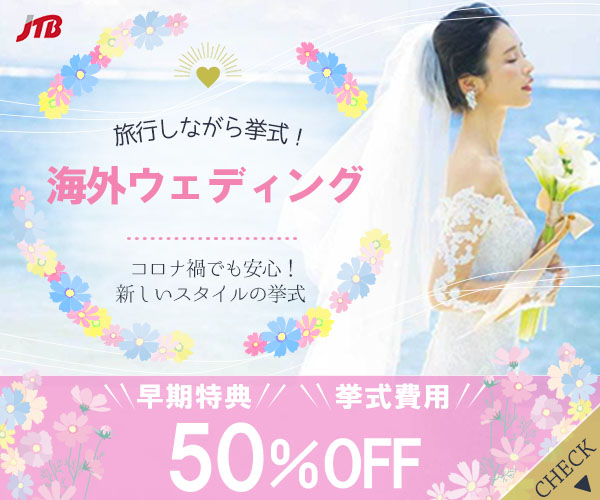 JTB
旅行しながら挙式！
海外ウェディング
コロナ禍でも安心！
新しいスタイルの挙式
早期特典 挙式費用
50%OFF
CHECK